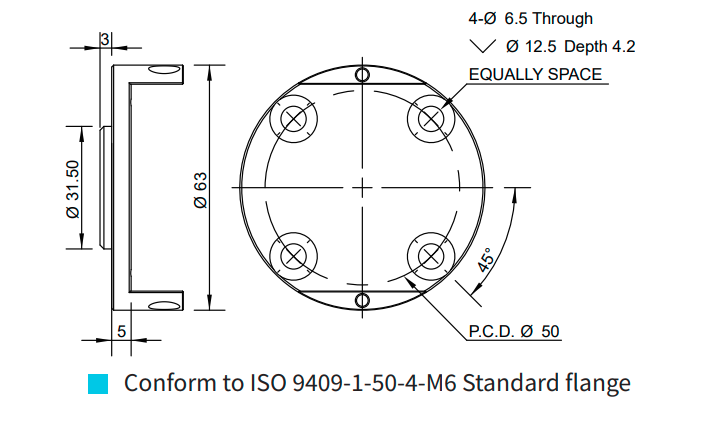 3
4-Ø 6.5 Through
Ø 12.5 Depth 4.2
EQUALLY SPACE
Ø 31.50
Ø 63
45°
5
P.C.D. Ø 50
Conform to ISO 9409-1-50-4-M6 Standard flange